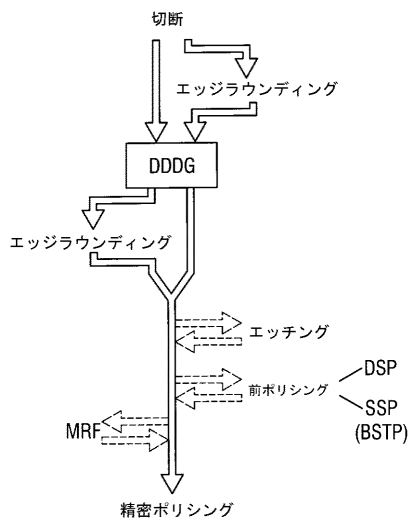 切断
エッジラウンディング
DDDG
エッジラウンディング
エッチング
前ポリシング
DSP
SSP
(BSTP)
MRF
精密ポリシング